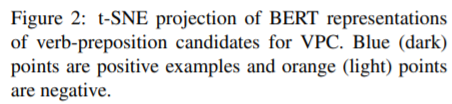 Figure 2: t-SNE projection of BERT representations
of verb-preposition candidates for VPC. Blue (dark)
points are positive examples and orange (light) points
are negative.